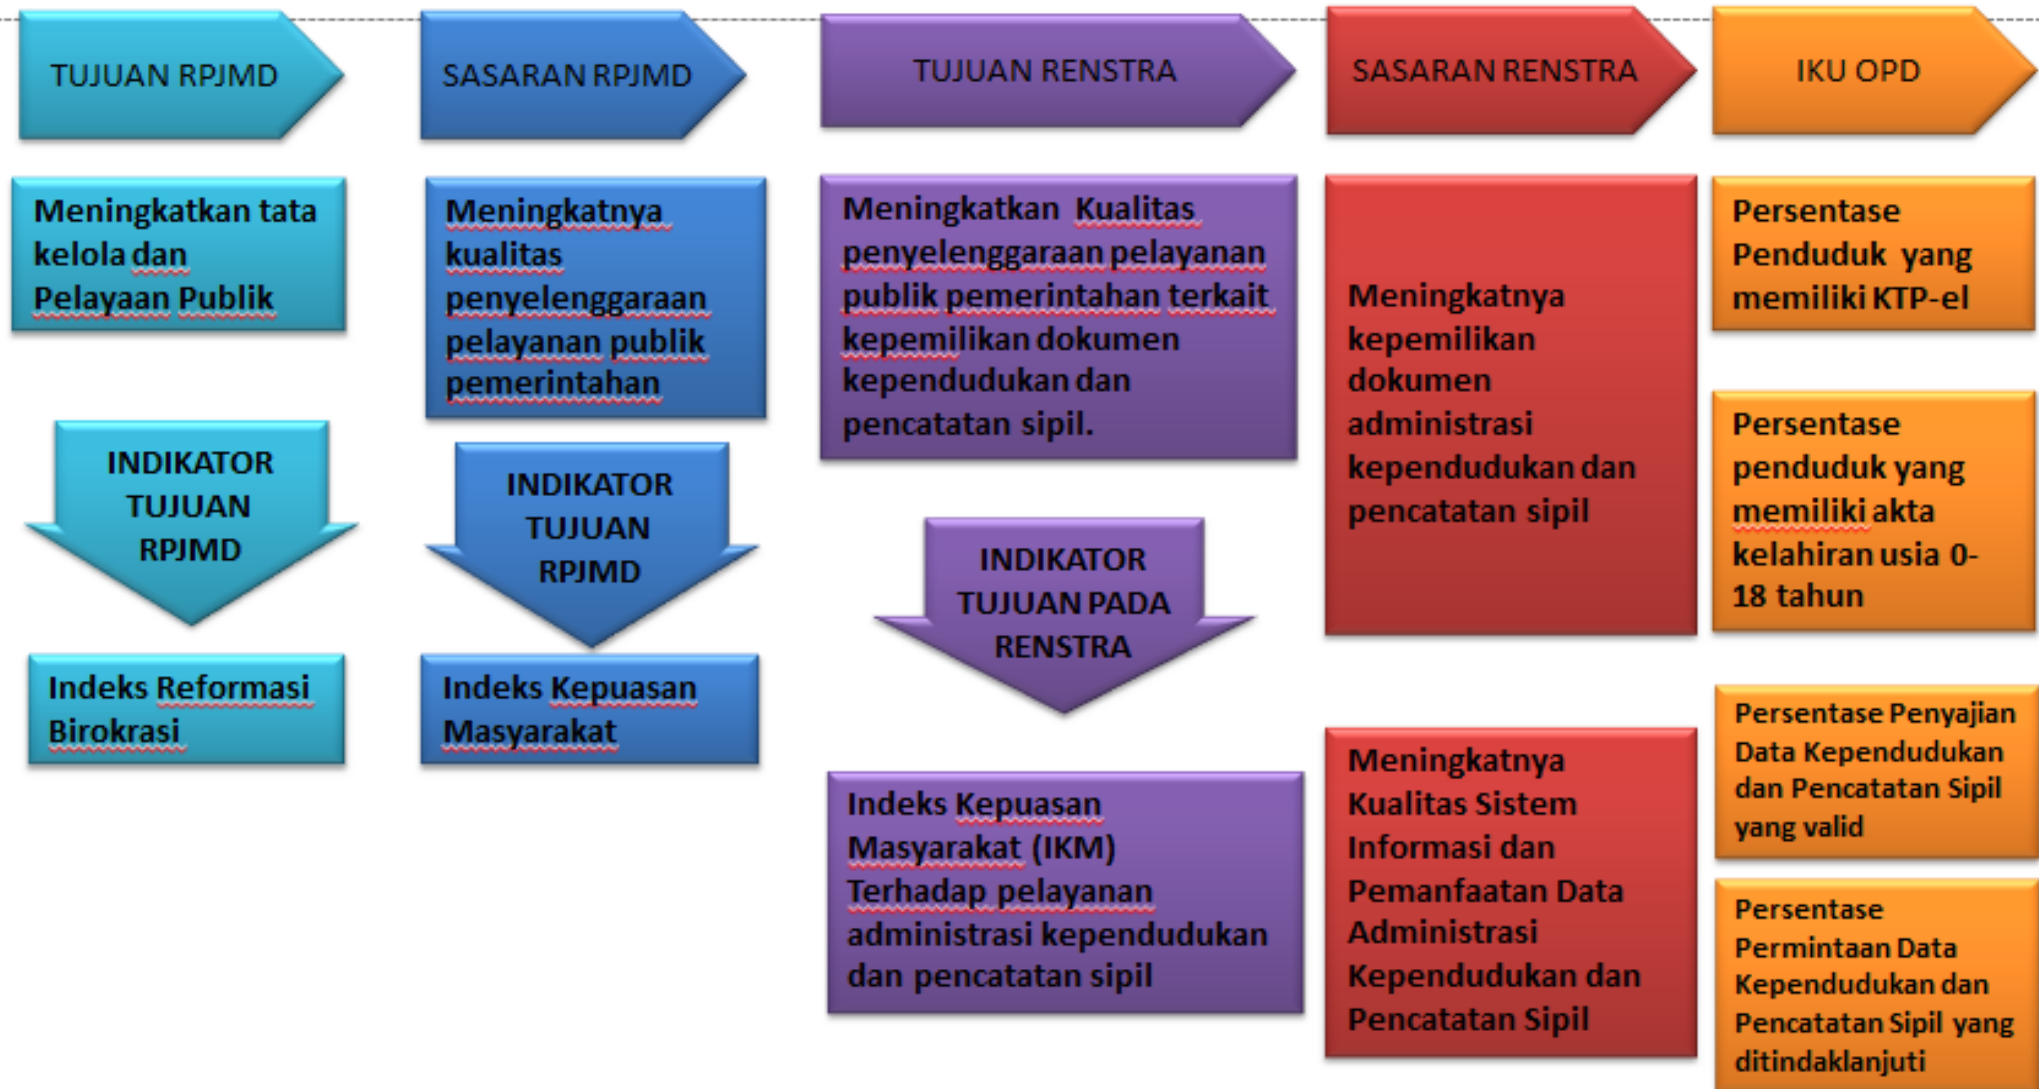 TUJUAN RPJMD
SASARAN RPJMD
TUJUAN RENSTRA
SASARAN RENSTRA
IKU OPD
Meningkatkan tata
kelola dan
Pelayaan Publik
INDIKATOR
TUJUAN
RPJMD
Indeks Reformasi
Birokrasi
Meningkatnya
kualitas
penyelenggaraan
pelayanan publik
pemerintahan
INDIKATOR
TUJUAN
RPJMD
Indeks Kepuasan
Masyarakat
Meningkatkan Kualitas
penyelenggaraan pelayanan
publik pemerintahan terkait
kepemilikan dokumen
kependudukan dan
pencatatan sipil.
INDIKATOR
TUJUAN PADA
RENSTRA
Indeks Kepuasan
Masyarakat (IKM)
Terhadap pelayanan
administrasi kependudukan
dan pencatatan sipil
Meningkatnya
kepemilikan
dokumen
administrasi
kependudukan dan
pencatatan sipil
Meningkatnya
Kualitas Sistem
Informasi dan
Pemanfaatan Data
Administrasi
Kependudukan dan
Pencatatan Sipil
Persentase
Penduduk yang
memiliki KTP-el
Persentase
penduduk yang
memiliki akta
kelahiran usia 0-
18 tahun
Persentase Penyajian
Data Kependudukan
dan Pencatatan Sipil
yang valid
Persentase
Permintaan Data
Kependudukan dan
Pencatatan Sipil yang
ditindaklanjuti